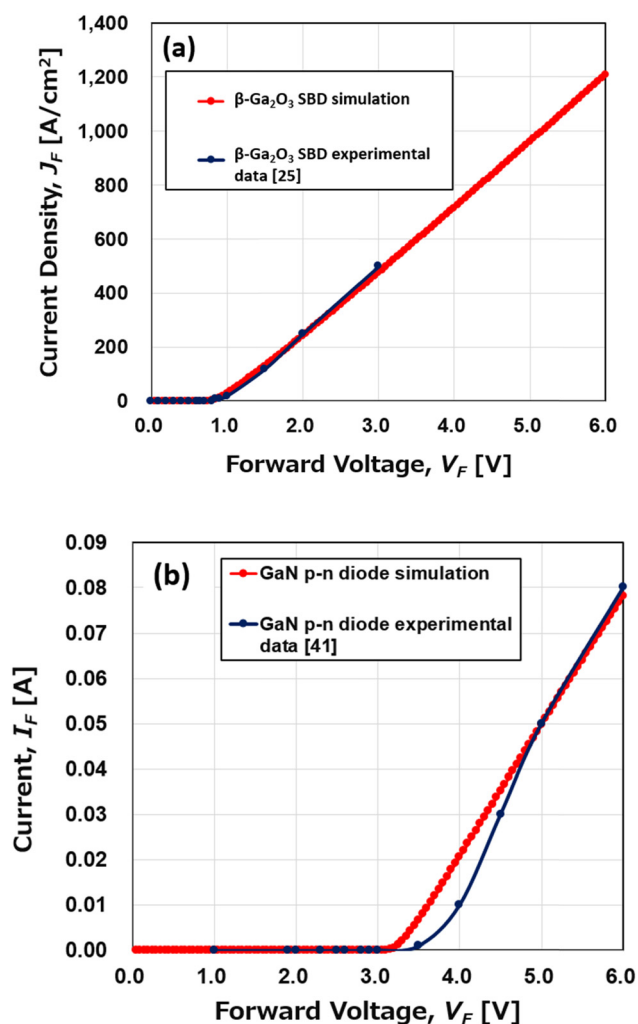 (a)
1,400
1,200
1,000
800
600
400
200
0
Current Density, J_F [A/cm²]
β-Ga₂O₃ SBD simulation
β-Ga₂O₃ SBD experimental
data [25]
0.0 1.0 2.0 3.0 4.0 5.0 6.0
Forward Voltage, V_F [V]
(b)
0.09
0.08
0.07
0.06
0.05
0.04
0.03
0.02
0.01
0.00
Current, I_F [A]
GaN p-n diode simulation
GaN p-n diode experimental
data [41]
0.0 1.0 2.0 3.0 4.0 5.0 6.0
Forward Voltage, V_F [V]